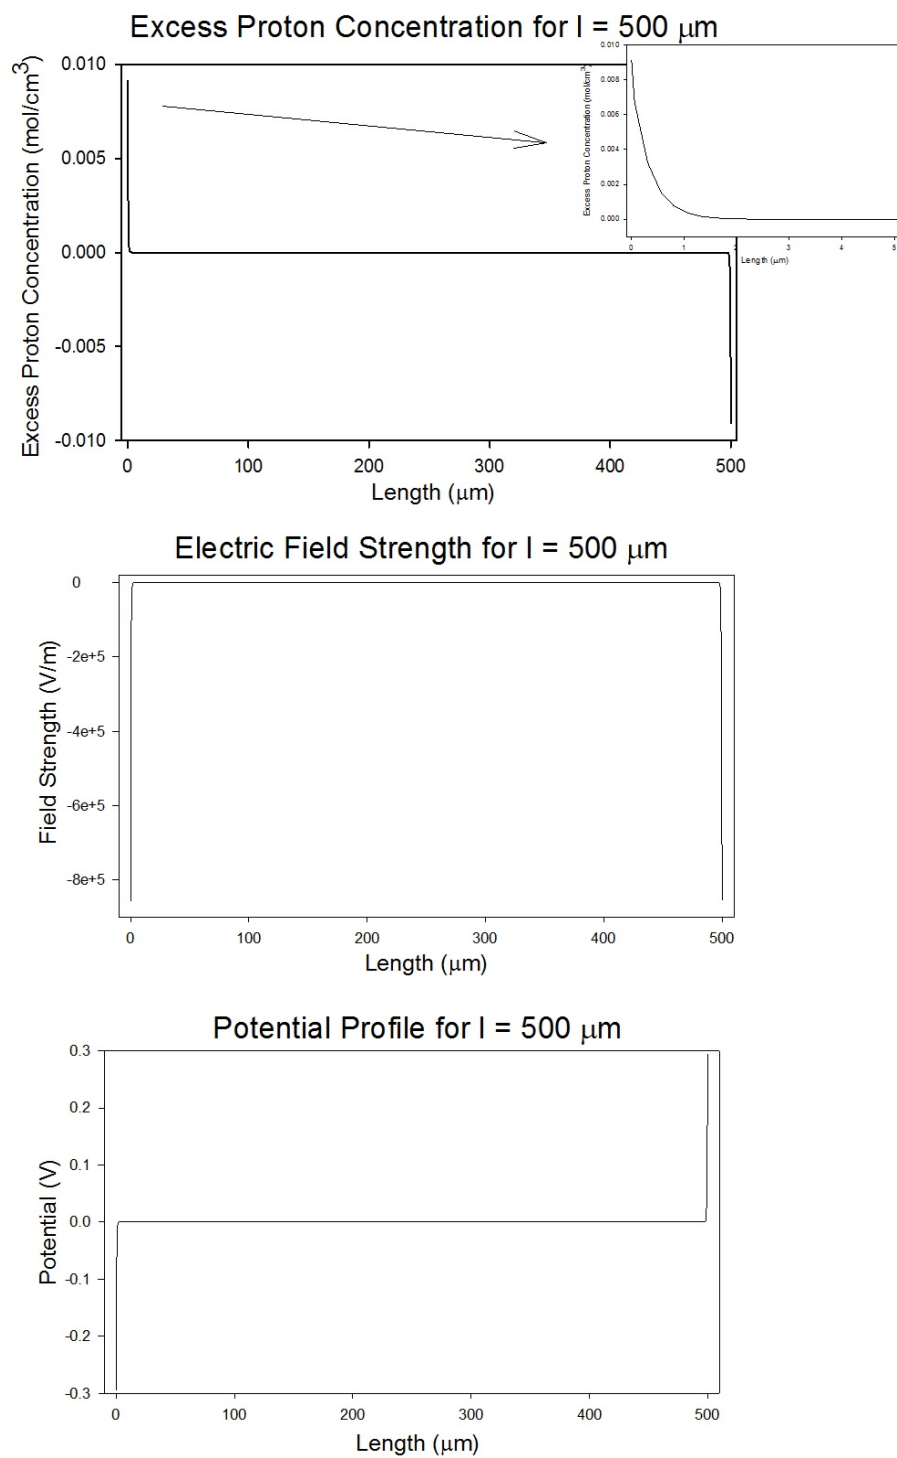 Excess Proton Concentration for l = 500 μm
Excess Proton Concentration (mol/cm³)
0.010
0.005
0.000
-0.005
-0.010
0 100 200 300 400 500
Length (μm)
Excess Proton Concentration (mol/cm³)
0.010
0.008
0.006
0.004
0.002
0.000
0 1 2 3 4 5
Length (μm)
Electric Field Strength for l = 500 μm
Field Strength (V/m)
0
-2e+5
-4e+5
-6e+5
-8e+5
0 100 200 300 400 500
Length (μm)
Potential Profile for l = 500 μm
Potential (V)
0.3
0.2
0.1
0.0
-0.1
-0.2
-0.3
0 100 200 300 400 500
Length (μm)